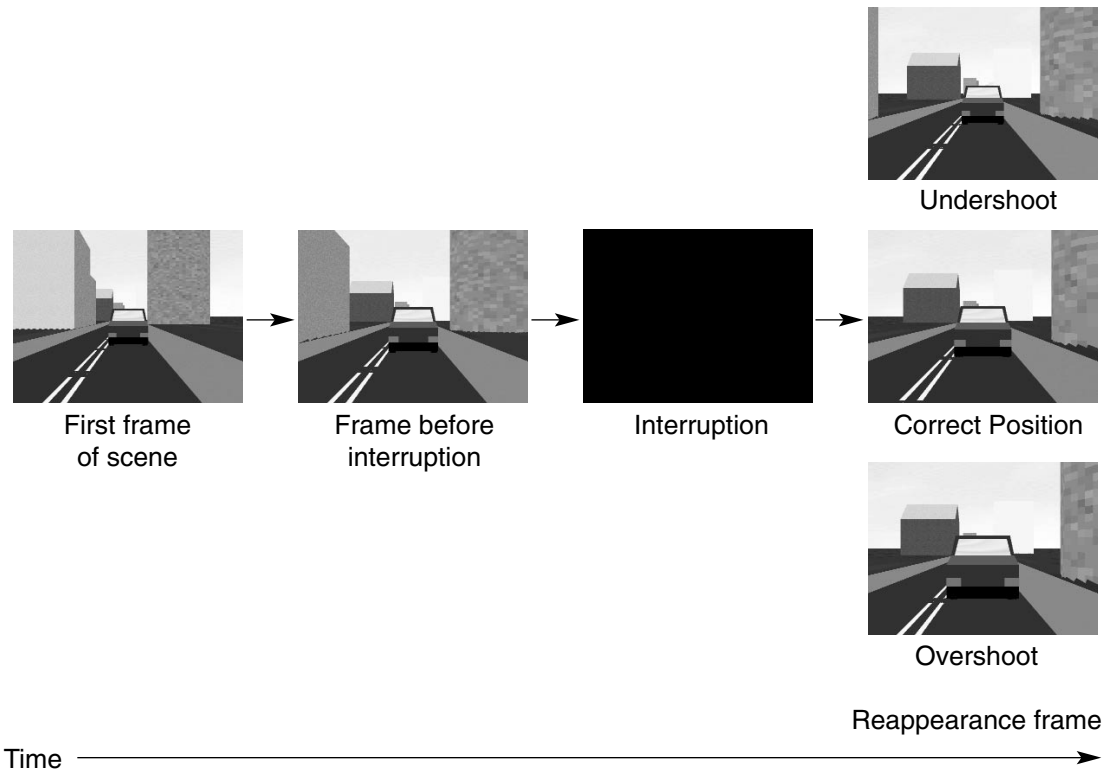 Undershoot
First frame
of scene
Frame before
interruption
Interruption
Correct Position
Overshoot
Reappearance frame
Time